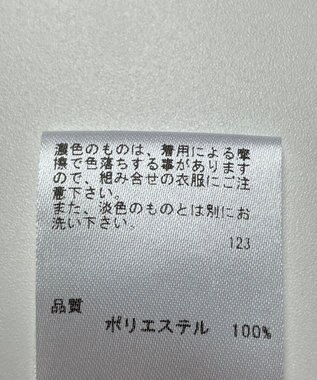 濃色のものは、着用による摩
擦で色落ちする事があります
ので、組み合せの衣服にご注
意下さい。
また、淡色のものとは別にお
洗い下さい。
123
品質
ポリエステル 100%